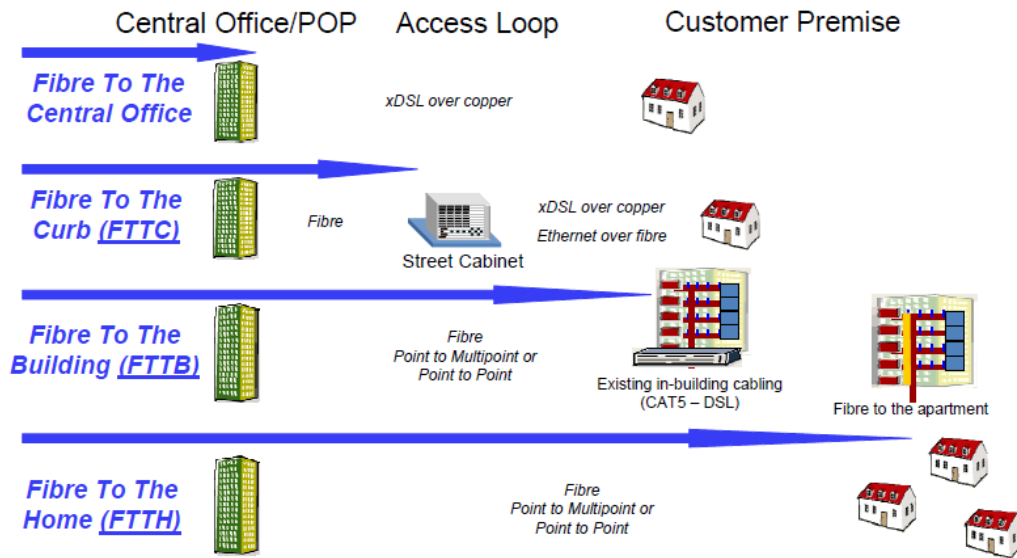 Central Office/POP
Access Loop
Customer Premise
Fibre To The
Central Office
xDSL over copper
Fibre To The
Curb (FTTC)
Fibre
Street Cabinet
xDSL over copper
Ethernet over fibre
Fibre To The
Building (FTTB)
Fibre
Point to Multipoint or
Point to Point
Existing in-building cabling
(CAT5 – DSL)
Fibre to the apartment
Fibre To The
Home (FTTH)
Fibre
Point to Multipoint or
Point to Point